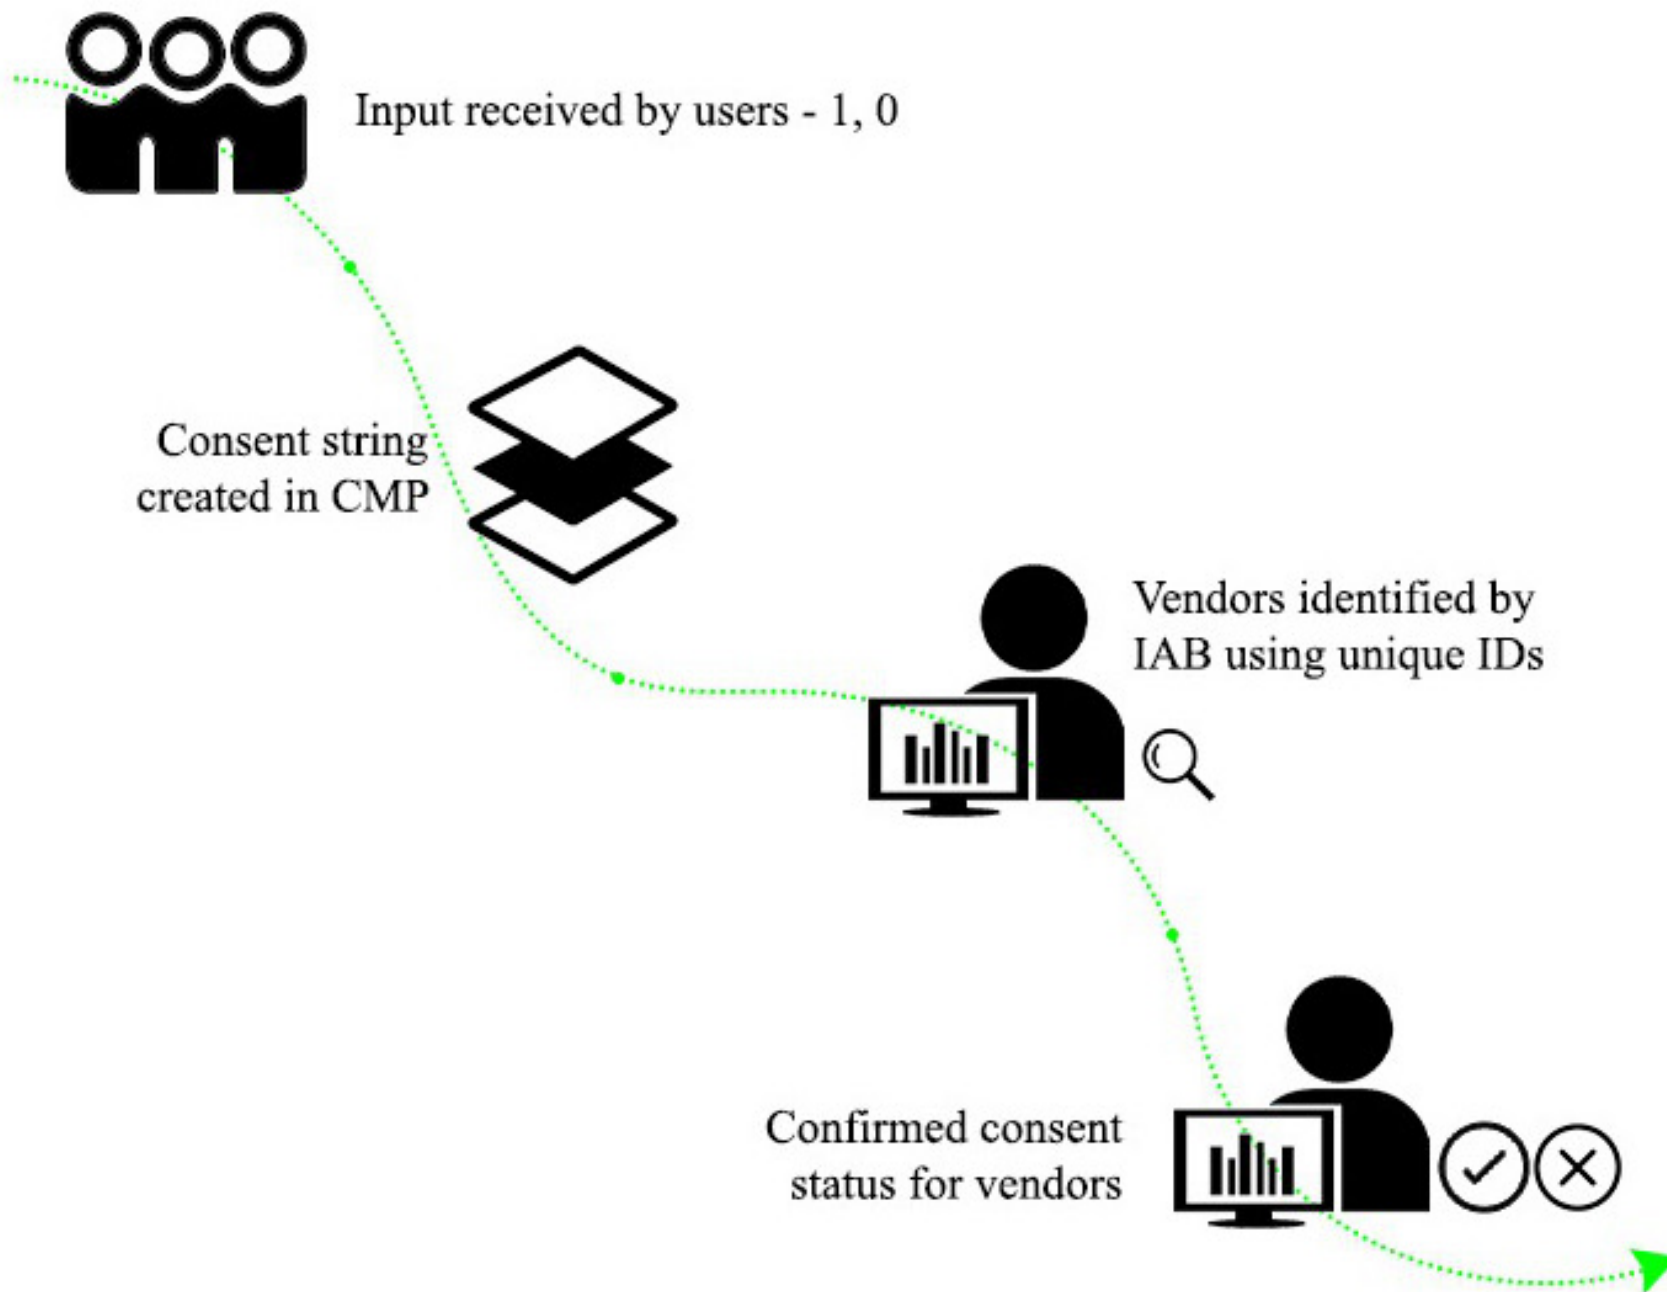 Input received by users - 1, 0
Consent string
created in CMP
Vendors identified by
IAB using unique IDs
Confirmed consent
status for vendors